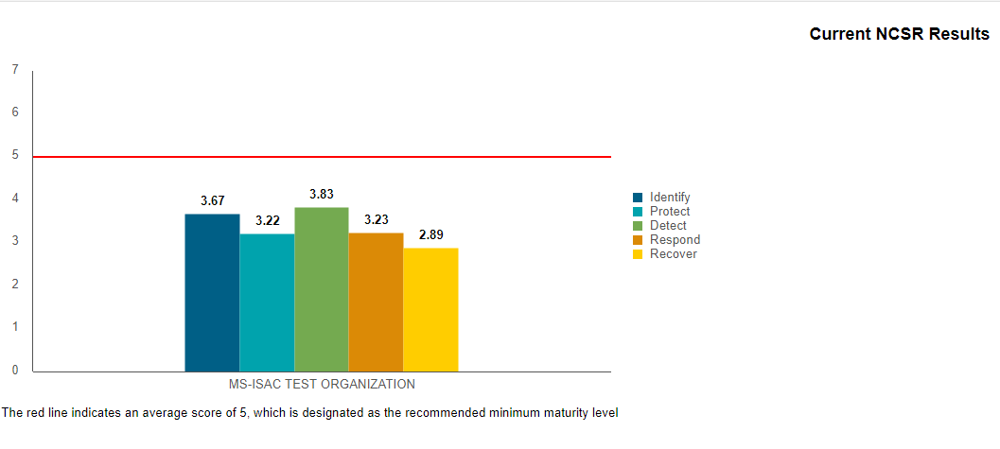 Current NCSR Results
7
6
5
4
3
2
1
0
3.67
3.22
3.83
3.23
2.89
MS-ISAC TEST ORGANIZATION
Identify
Protect
Detect
Respond
Recover
The red line indicates an average score of 5, which is designated as the recommended minimum maturity level